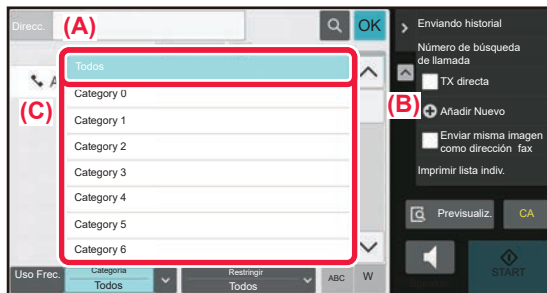 Direcc.
(A)
OK
Todos
A
(C)
Category 0
Category 1
Category 2
Category 3
Category 4
Category 5
Category 6
Uso Frec.
Categoría
Todos
Restringir
Todos
ABC
W
Enviando historial
Número de búsqueda
de llamada
TX directa
(B)
Añadir Nuevo
Enviar misma imagen
como dirección fax
Imprimir lista indiv.
Previsualiz.
CA
START